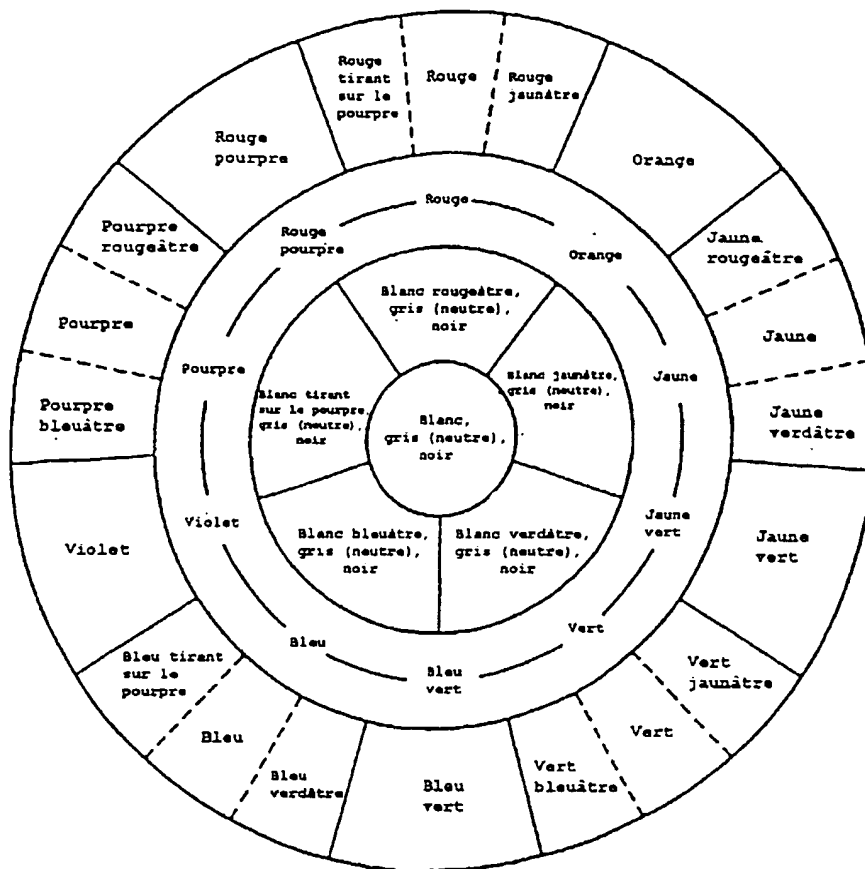 Rouge
tirant
sur le
pourpre
Rouge
Rouge
jaunâtre
Orange
Jaune
rougeâtre
Jaune
Jaune
verdâtre
Jaune
vert
Vert
jaunâtre
Vert
Vert
bleuâtre
Bleu
vert
Bleu
verdâtre
Bleu
Bleu tirant
sur le
pourpre
Violet
Pourpre
bleuâtre
Pourpre
Pourpre
rougeâtre
Rouge
pourpre
Rouge
Orange
Jaune
Jaune
vert
Vert
Bleu
vert
Bleu
Violet
Pourpre
Rouge
pourpre
Blanc rougeâtre,
gris (neutre),
noir
Blanc jaunâtre,
gris (neutre),
noir
Blanc verdâtre,
gris (neutre),
noir
Blanc bleuâtre,
gris (neutre),
noir
Blanc tirant
sur le pourpre,
gris (neutre),
noir
Blanc,
gris (neutre),
noir